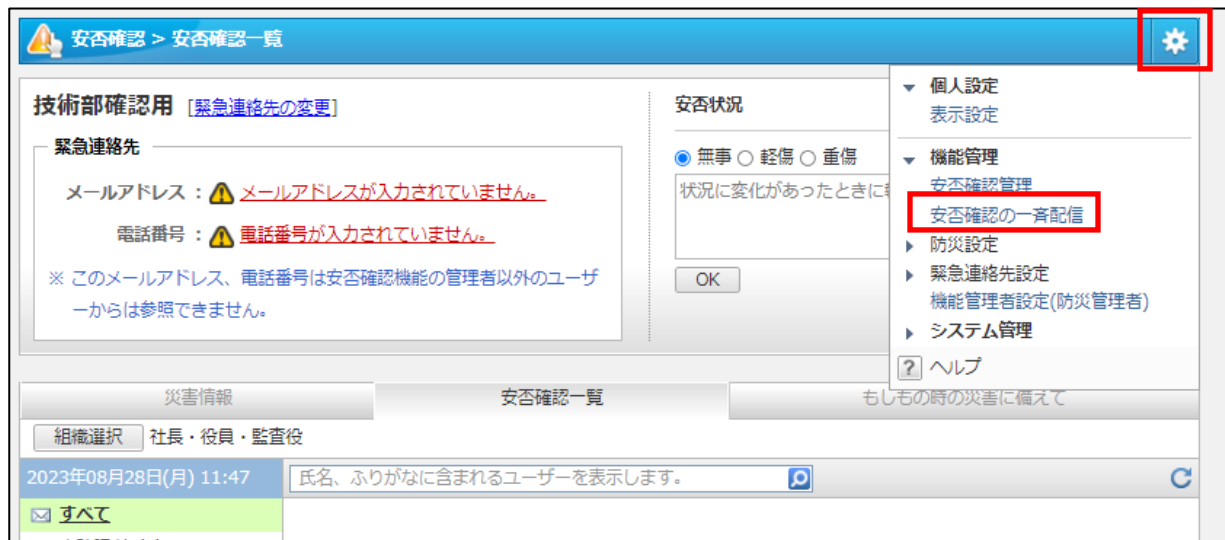 安否確認 > 安否確認一覧
技術部確認用 [緊急連絡先の変更]
緊急連絡先
メールアドレス : メールアドレスが入力されていません。
電話番号 : 電話番号が入力されていません。
※ このメールアドレス、電話番号は安否確認機能の管理者以外のユーザ
ーからは参照できません。
安否状況
無事 軽傷 重傷
状況に変化があったときに
OK
個人設定
表示設定
機能管理
安否確認管理
安否確認の一斉配信
防災設定
緊急連絡先設定
機能管理者設定(防災管理者)
システム管理
? ヘルプ
災害情報 安否確認一覧 もしもの時の災害に備えて
組織選択 社長・役員・監査役
2023年08月28日(月) 11:47 氏名、ふりがなに含まれるユーザーを表示します。
すべて